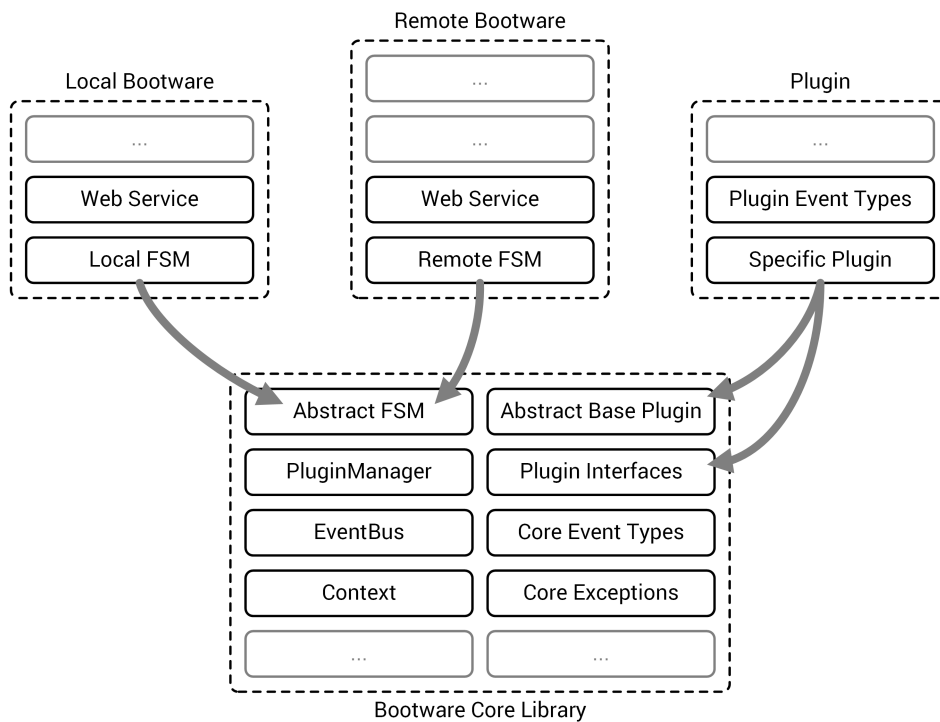 Remote Bootware
Local Bootware
Plugin
...
...
...
...
Web Service
Web Service
Plugin Event Types
Local FSM
Remote FSM
Specific Plugin
Abstract FSM
Abstract Base Plugin
PluginManager
Plugin Interfaces
EventBus
Core Event Types
Context
Core Exceptions
...
...
Bootware Core Library